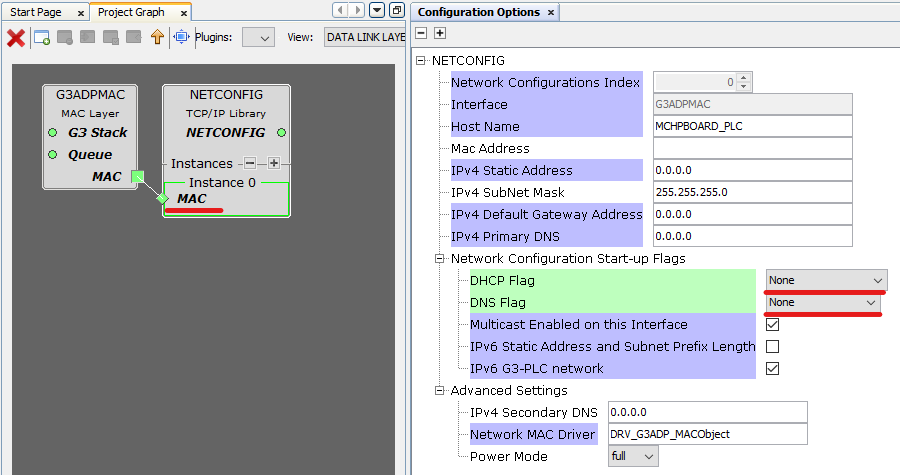 Start Page
Project Graph
Plugins:
View:
DATA LINK LAYE
G3ADPMAC
MAC Layer
G3 Stack
Queue
MAC
NETCONFIG
TCP/IP Library
NETCONFIG
Instances
Instance 0
MAC
Configuration Options
NETCONFIG
Network Configurations Index 0
Interface G3ADPMAC
Host Name MCHPBOARD_PLC
Mac Address
IPv4 Static Address 0.0.0.0
IPv4 SubNet Mask 255.255.255.0
IPv4 Default Gateway Address 0.0.0.0
IPv4 Primary DNS 0.0.0.0
Network Configuration Start-up Flags
DHCP Flag None
DNS Flag None
Multicast Enabled on this Interface
IPv6 Static Address and Subnet Prefix Length
IPv6 G3-PLC network
Advanced Settings
IPv4 Secondary DNS 0.0.0.0
Network MAC Driver DRV_G3ADP_MACObject
Power Mode full